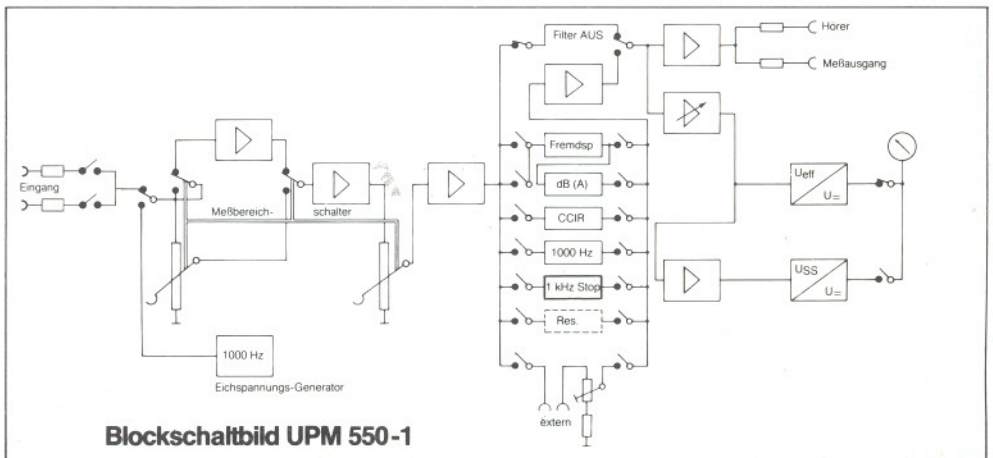 Hörer
Filter AUS
Meßausgang
Fremdsp
Eingang
dB (A)
Ueff
U=
Meßbereich-
schalter
CCIR
1000 Hz
USS
U=
1 kHz Stop
Res.
1000 Hz
Eichspannungs-Generator
extern
Blockschaltbild UPM 550-1